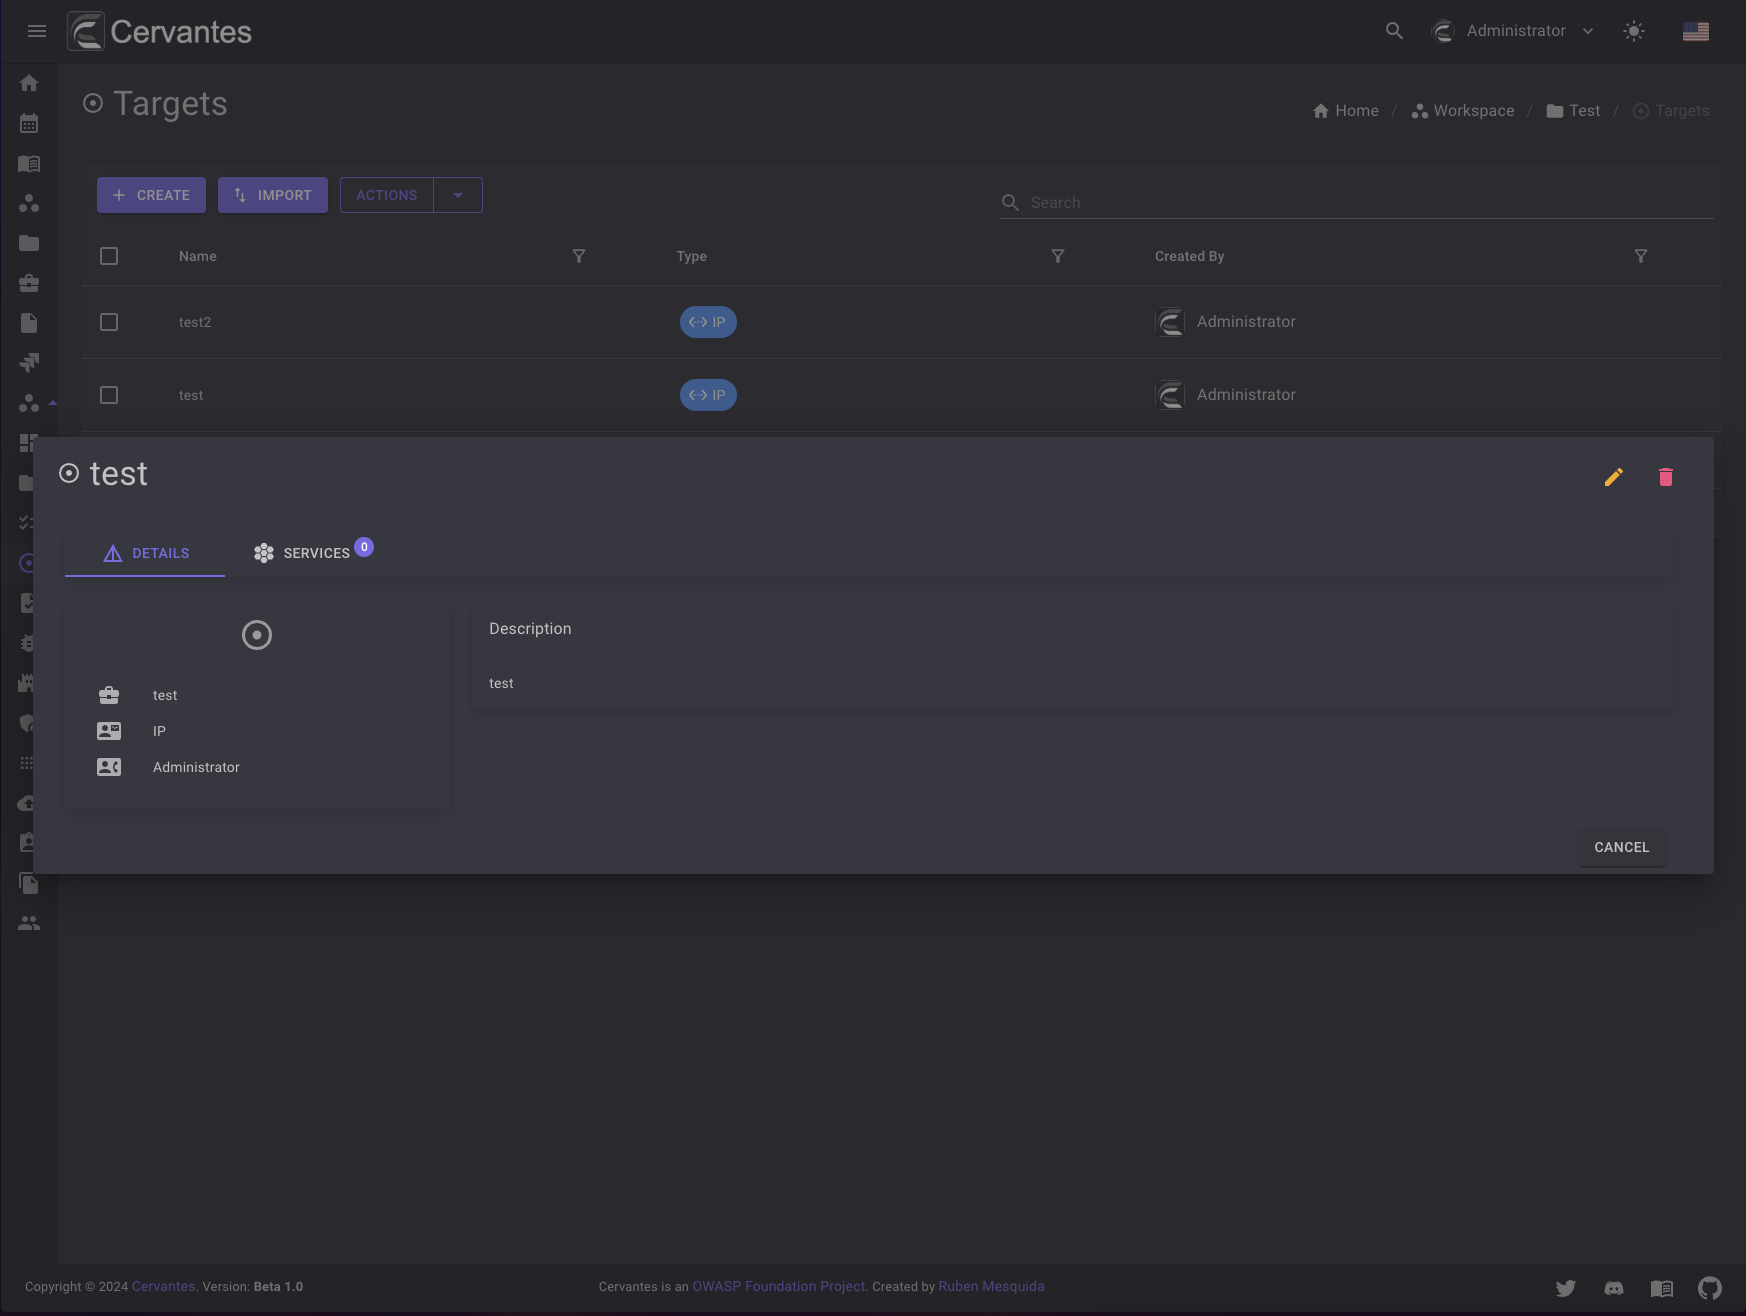 Cervantes
Administrator
Targets
Home / Workspace / Test / Targets
CREATE
IMPORT
ACTIONS
Search
Name
Type
Created By
test2
IP
Administrator
test
IP
Administrator
test
DETAILS
SERVICES 0
Description
test
test
IP
Administrator
CANCEL
Copyright © 2024 Cervantes. Version: Beta 1.0
Cervantes is an OWASP Foundation Project. Created by Ruben Mesquida